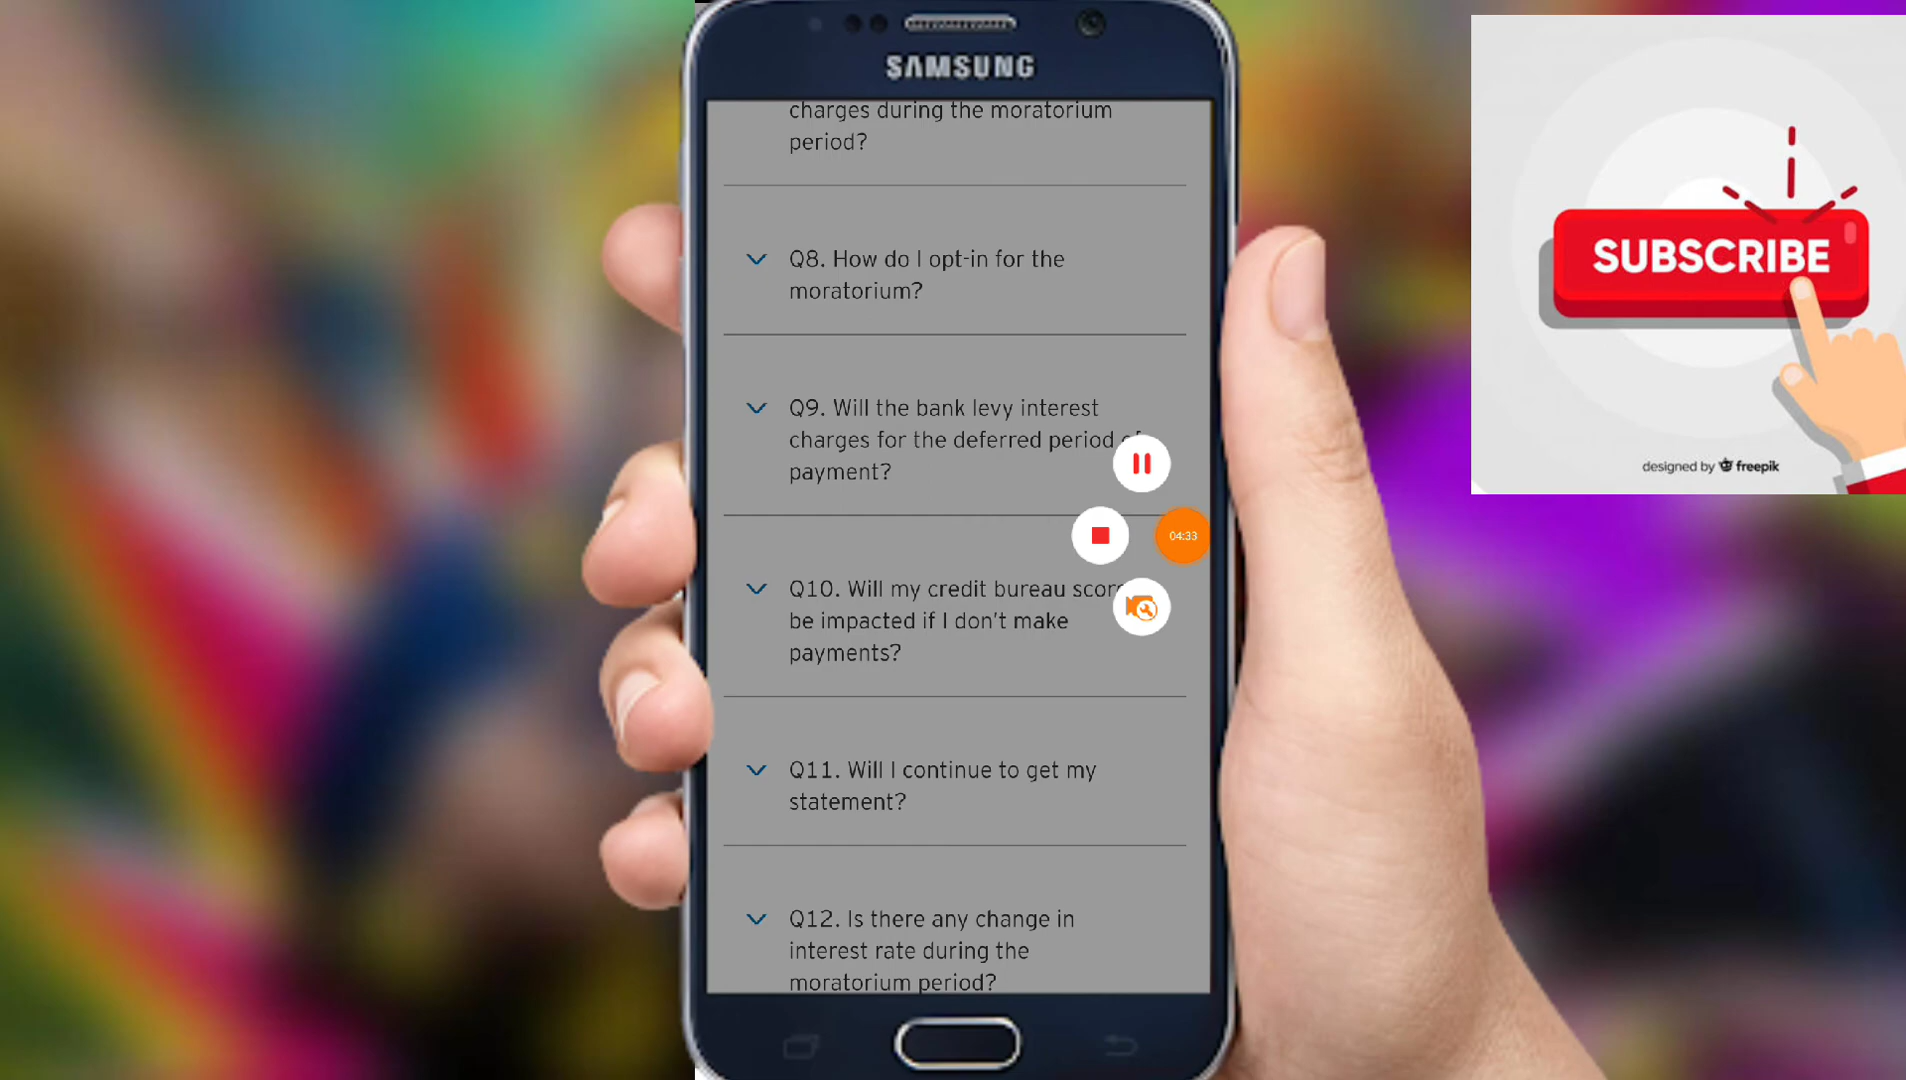 SAMSUNG
charges during the moratorium
period?
Q8. How do I opt-in for the
moratorium?
Q9. Will the bank levy interest
charges for the deferred period of
payment?
04:33
Q10. Will my credit bureau score
be impacted if I don't make
payments?
Q11. Will I continue to get my
statement?
Q12. Is there any change in
interest rate during the
moratorium period?
SUBSCRIBE
designed by freepik